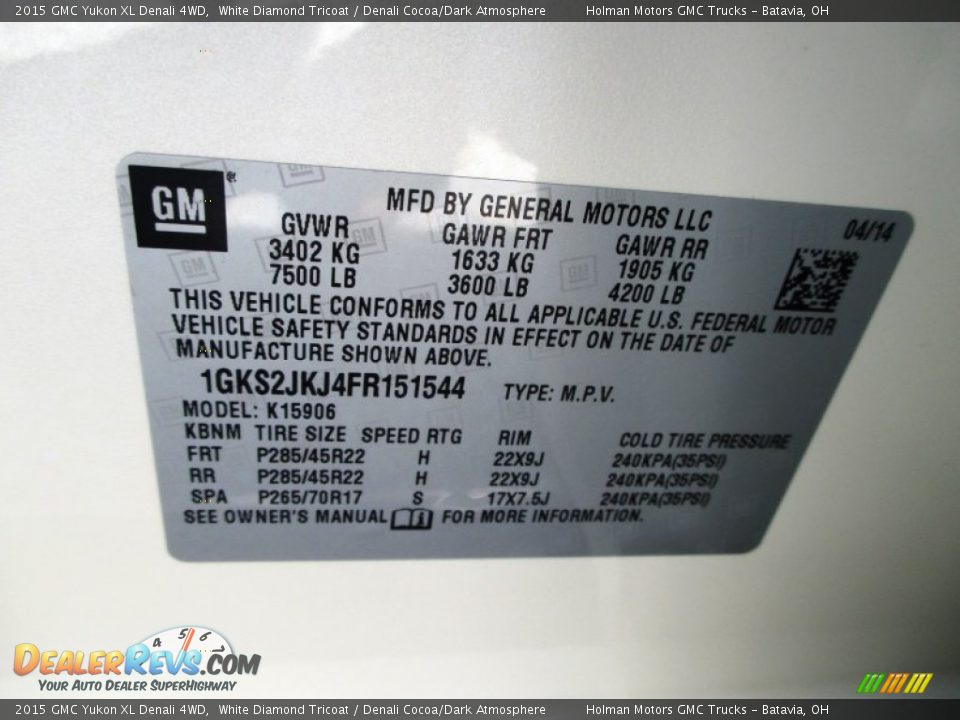 2015 GMC Yukon XL Denali 4WD, White Diamond Tricoat / Denali Cocoa/Dark Atmosphere Holman Motors GMC Trucks – Batavia, OH
GM
MFD BY GENERAL MOTORS LLC
04/14
GVWR GAWR FRT GAWR RR
3402 KG 1633 KG 1905 KG
7500 LB 3600 LB 4200 LB
THIS VEHICLE CONFORMS TO ALL APPLICABLE U.S. FEDERAL MOTOR
VEHICLE SAFETY STANDARDS IN EFFECT ON THE DATE OF
MANUFACTURE SHOWN ABOVE.
1GKS2JKJ4FR151544 TYPE: M.P.V.
MODEL: K15906
KBNM TIRE SIZE SPEED RTG RIM COLD TIRE PRESSURE
FRT P285/45R22 H 22X9J 240KPA(35PSI)
RR P285/45R22 H 22X9J 240KPA(35PSI)
SPA P265/70R17 S 17X7.5J 240KPA(35PSI)
SEE OWNER'S MANUAL FOR MORE INFORMATION.
4 5 6
DEALERREVS.COM
YOUR AUTO DEALER SUPERHIGHWAY
2015 GMC Yukon XL Denali 4WD, White Diamond Tricoat / Denali Cocoa/Dark Atmosphere Holman Motors GMC Trucks – Batavia, OH